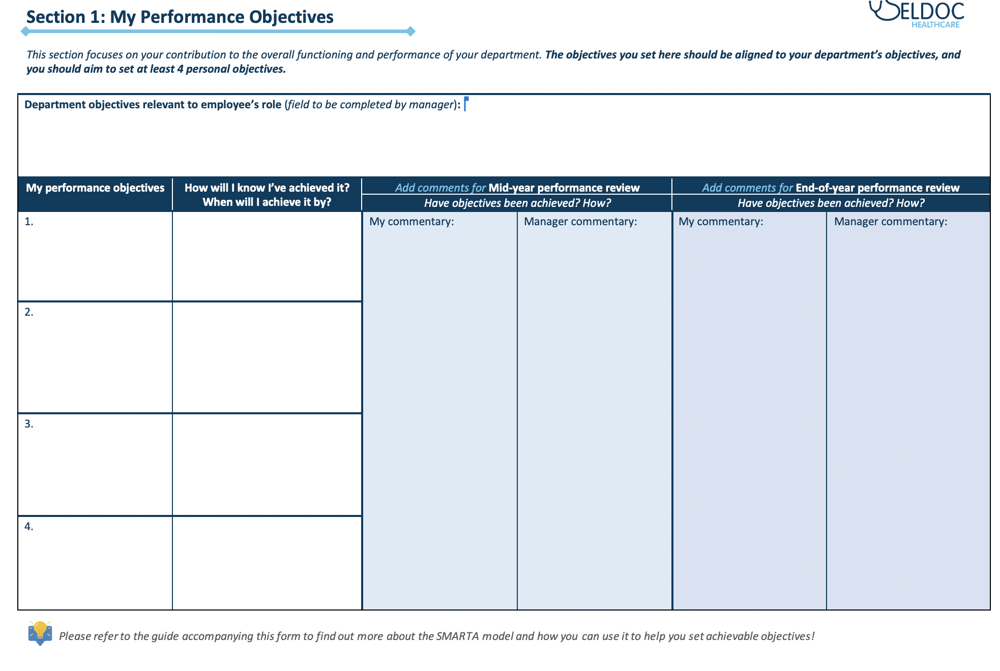 Section 1: My Performance Objectives
SELDOC
HEALTHCARE
This section focuses on your contribution to the overall functioning and performance of your department. The objectives you set here should be aligned to your department’s objectives, and
you should aim to set at least 4 personal objectives.
Department objectives relevant to employee’s role (field to be completed by manager):
My performance objectives
How will I know I’ve achieved it?
When will I achieve it by?
Add comments for Mid-year performance review
Have objectives been achieved? How?
Add comments for End-of-year performance review
Have objectives been achieved? How?
1.
My commentary:
Manager commentary:
My commentary:
Manager commentary:
2.
3.
4.
Please refer to the guide accompanying this form to find out more about the SMARTA model and how you can use it to help you set achievable objectives!